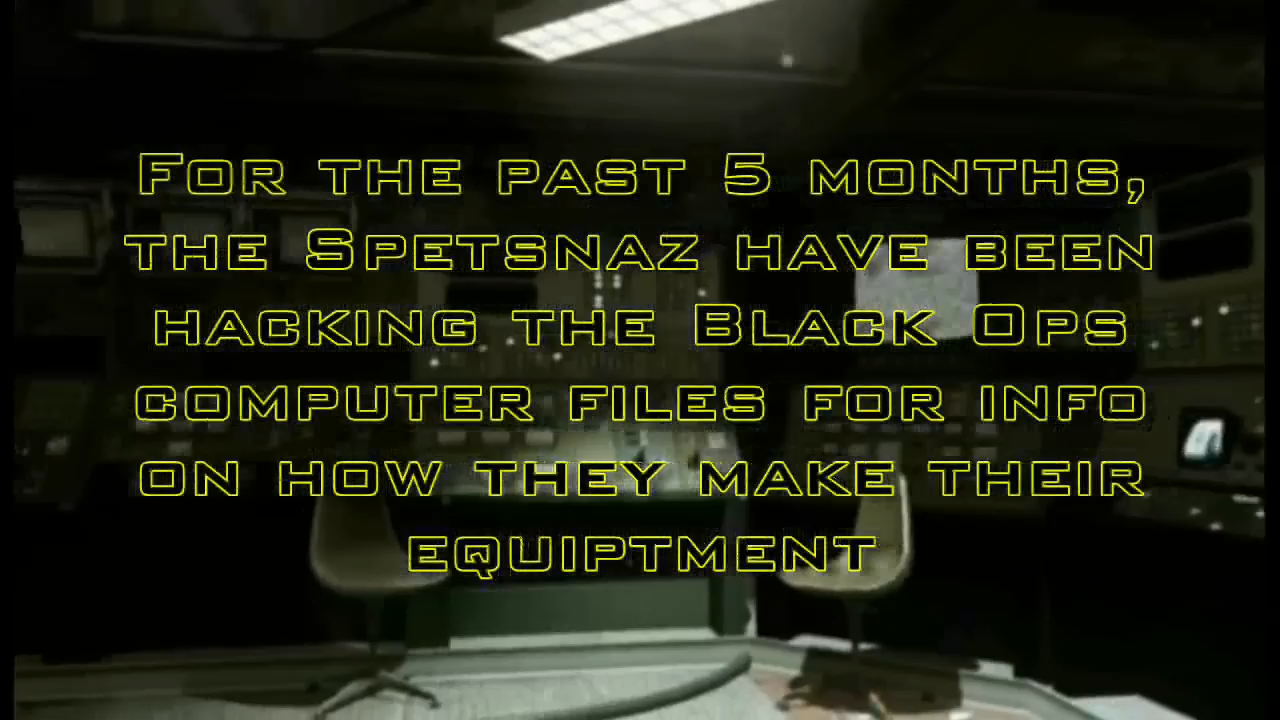 For the past 5 months,
the Spetsnaz have been
hacking the Black Ops
computer files for info
on how they make their
equiptment